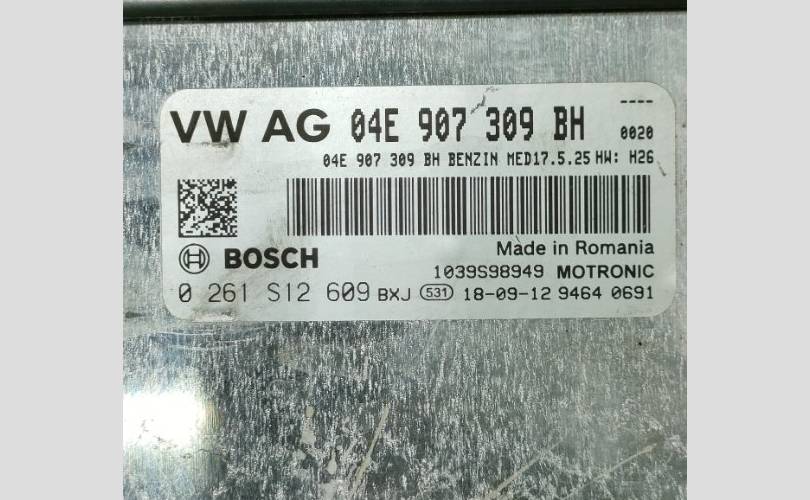 VW AG 04E 907 309 BH ---- 0020
04E 907 309 BH BENZIN MED17.5.25 HW: H26
BOSCH
Made in Romania
1039S98949 MOTRONIC
0 261 S12 609 BXJ 531 18-09-12 9464 0691